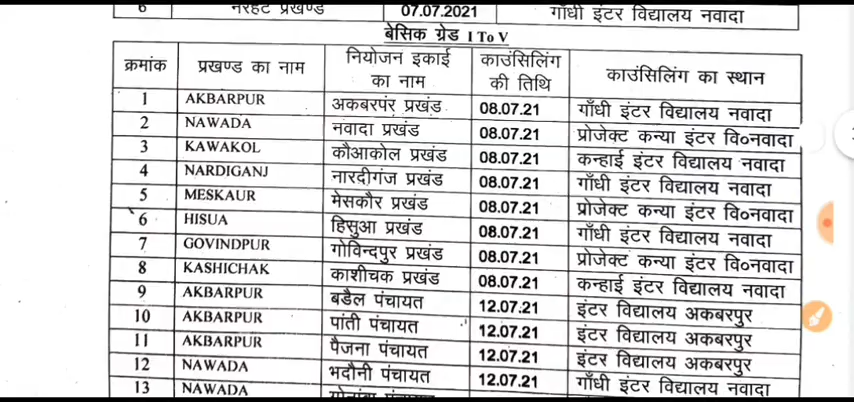 6 नरहट प्रखण्ड 07.07.2021 गाँधी इंटर विद्यालय नवादा
बेसिक ग्रेड I To V
क्रमांक प्रखण्ड का नाम नियोजन इकाई का नाम काउंसिलिंग की तिथि काउंसिलिंग का स्थान
1 AKBARPUR अकबरपुर प्रखंड 08.07.21 गाँधी इंटर विद्यालय नवादा
2 NAWADA नवादा प्रखंड 08.07.21 प्रोजेक्ट कन्या इंटर वि०नवादा
3 KAWAKOL कौआकोल प्रखंड 08.07.21 कन्हाई इंटर विद्यालय नवादा
4 NARDIGANJ नारदीगंज प्रखंड 08.07.21 गाँधी इंटर विद्यालय नवादा
5 MESKAUR मेसकौर प्रखंड 08.07.21 प्रोजेक्ट कन्या इंटर वि०नवादा
6 HISUA हिसुआ प्रखंड 08.07.21 गाँधी इंटर विद्यालय नवादा
7 GOVINDPUR गोविन्दपुर प्रखंड 08.07.21 प्रोजेक्ट कन्या इंटर वि०नवादा
8 KASHICHAK काशीचक प्रखंड 08.07.21 कन्हाई इंटर विद्यालय नवादा
9 AKBARPUR बडैल पंचायत 12.07.21 इंटर विद्यालय अकबरपुर
10 AKBARPUR पांती पंचायत 12.07.21 इंटर विद्यालय अकबरपुर
11 AKBARPUR पैजना पंचायत 12.07.21 इंटर विद्यालय अकबरपुर
12 NAWADA भदौनी पंचायत 12.07.21 गाँधी इंटर विद्यालय नवादा
13 NAWADA